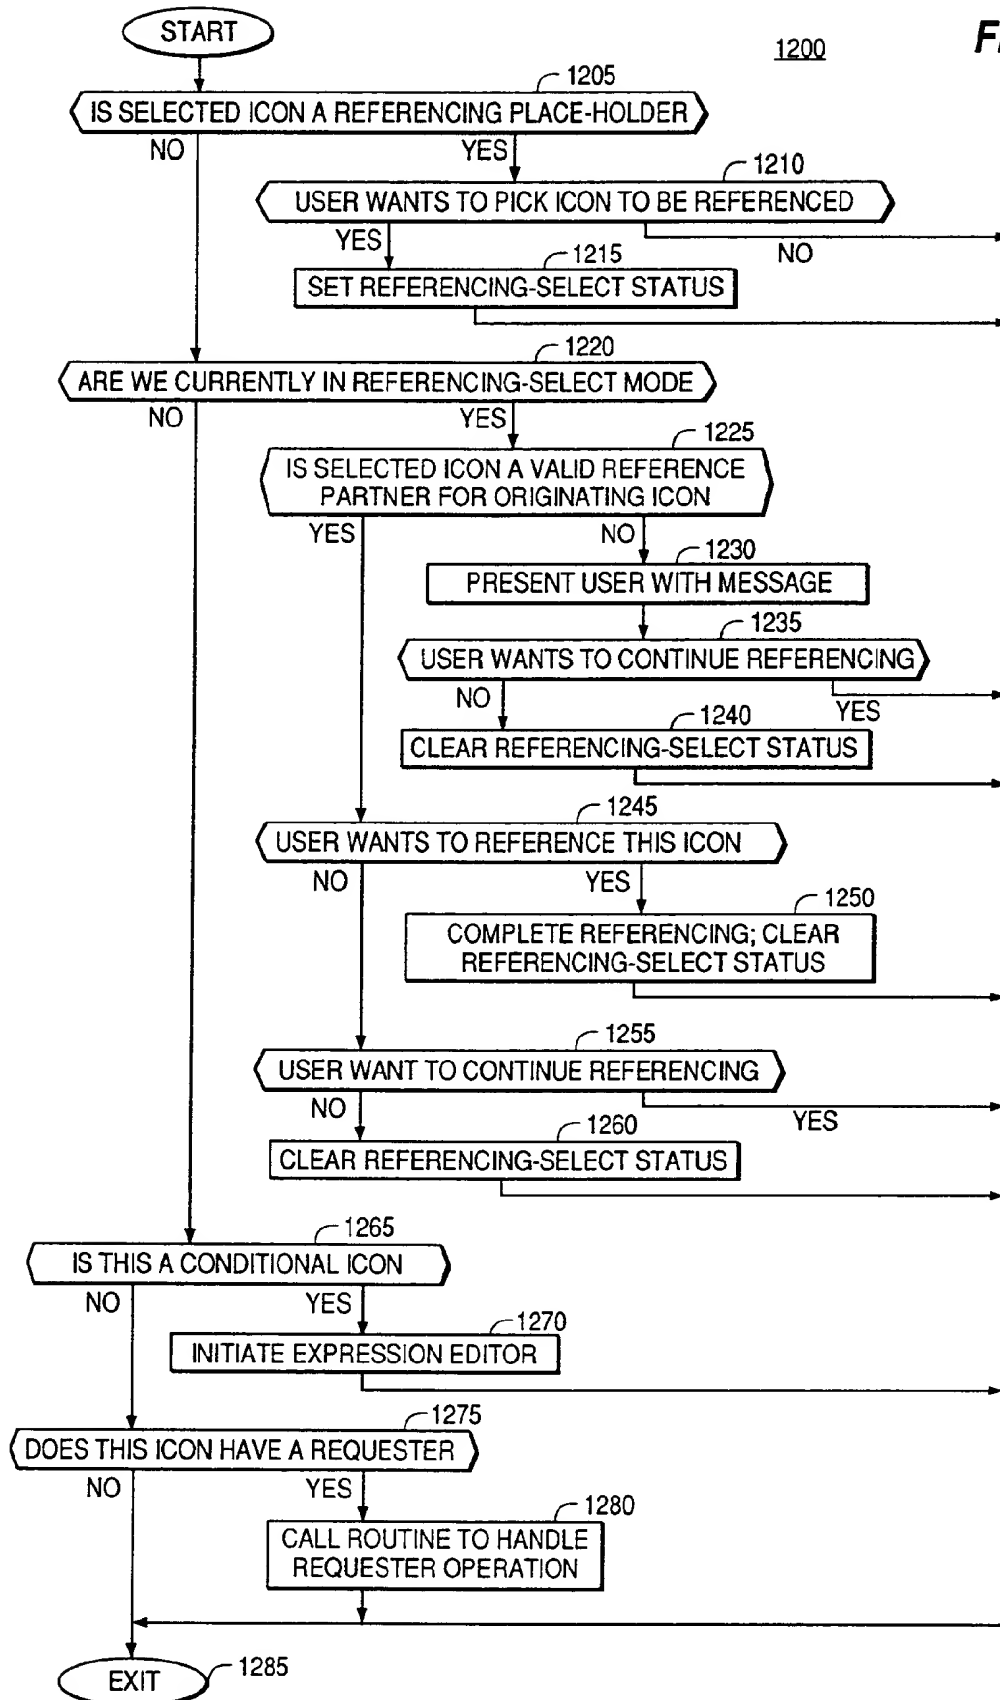 START
1200
1205
IS SELECTED ICON A REFERENCING PLACE-HOLDER
NO
YES
1210
USER WANTS TO PICK ICON TO BE REFERENCED
YES
NO
1215
SET REFERENCING-SELECT STATUS
1220
ARE WE CURRENTLY IN REFERENCING-SELECT MODE
NO
YES
1225
IS SELECTED ICON A VALID REFERENCE
PARTNER FOR ORIGINATING ICON
YES
NO
1230
PRESENT USER WITH MESSAGE
1235
USER WANTS TO CONTINUE REFERENCING
NO
YES
1240
CLEAR REFERENCING-SELECT STATUS
1245
USER WANTS TO REFERENCE THIS ICON
NO
YES
1250
COMPLETE REFERENCING; CLEAR
REFERENCING-SELECT STATUS
1255
USER WANT TO CONTINUE REFERENCING
NO
YES
1260
CLEAR REFERENCING-SELECT STATUS
1265
IS THIS A CONDITIONAL ICON
NO
YES
1270
INITIATE EXPRESSION EDITOR
1275
DOES THIS ICON HAVE A REQUESTER
NO
YES
1280
CALL ROUTINE TO HANDLE
REQUESTER OPERATION
EXIT
1285